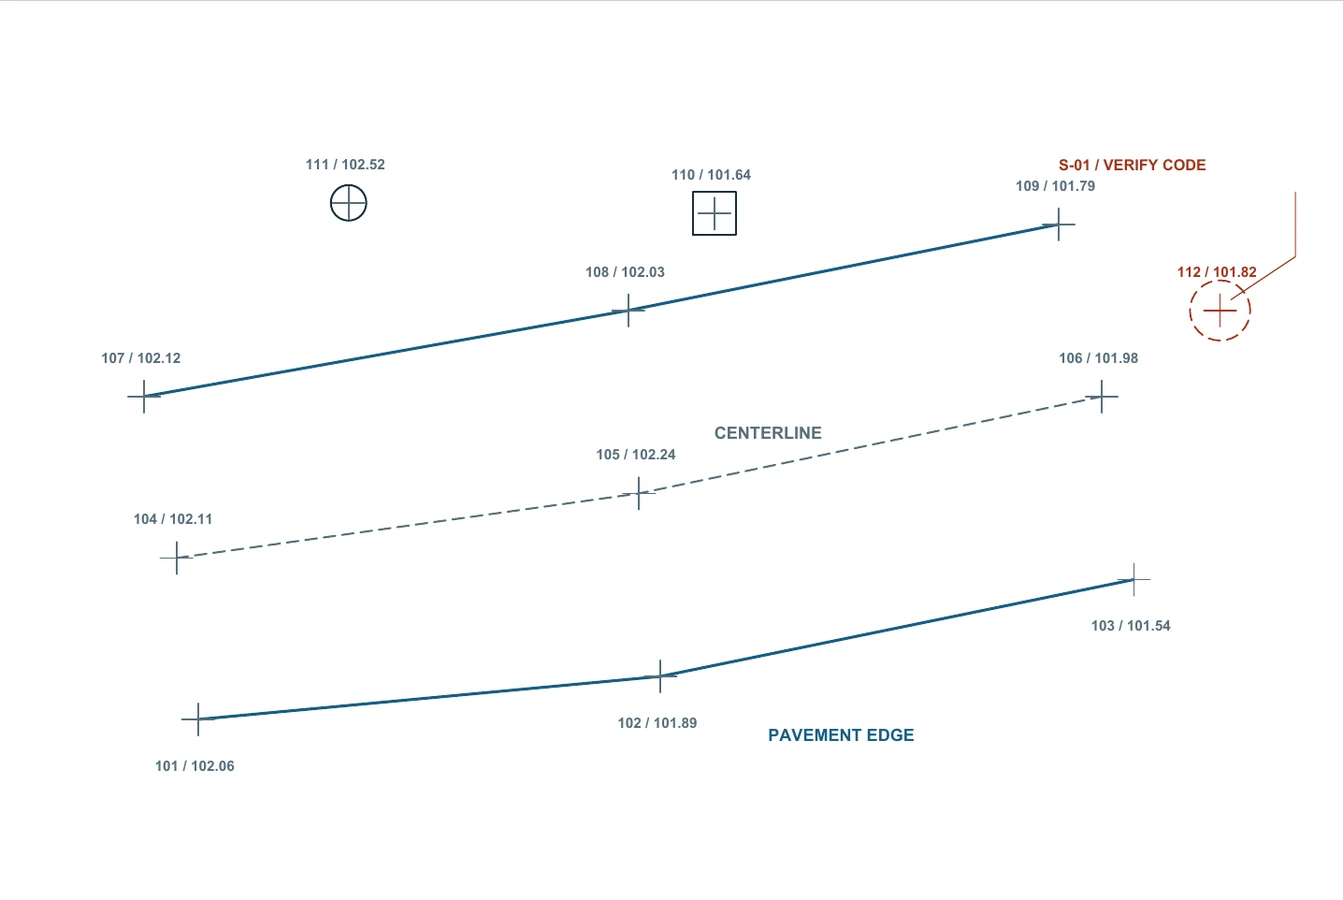 111 / 102.52
S-01 / VERIFY CODE
110 / 101.64
109 / 101.79
108 / 102.03
112 / 101.82
107 / 102.12
106 / 101.98
CENTERLINE
105 / 102.24
104 / 102.11
103 / 101.54
102 / 101.89
PAVEMENT EDGE
101 / 102.06